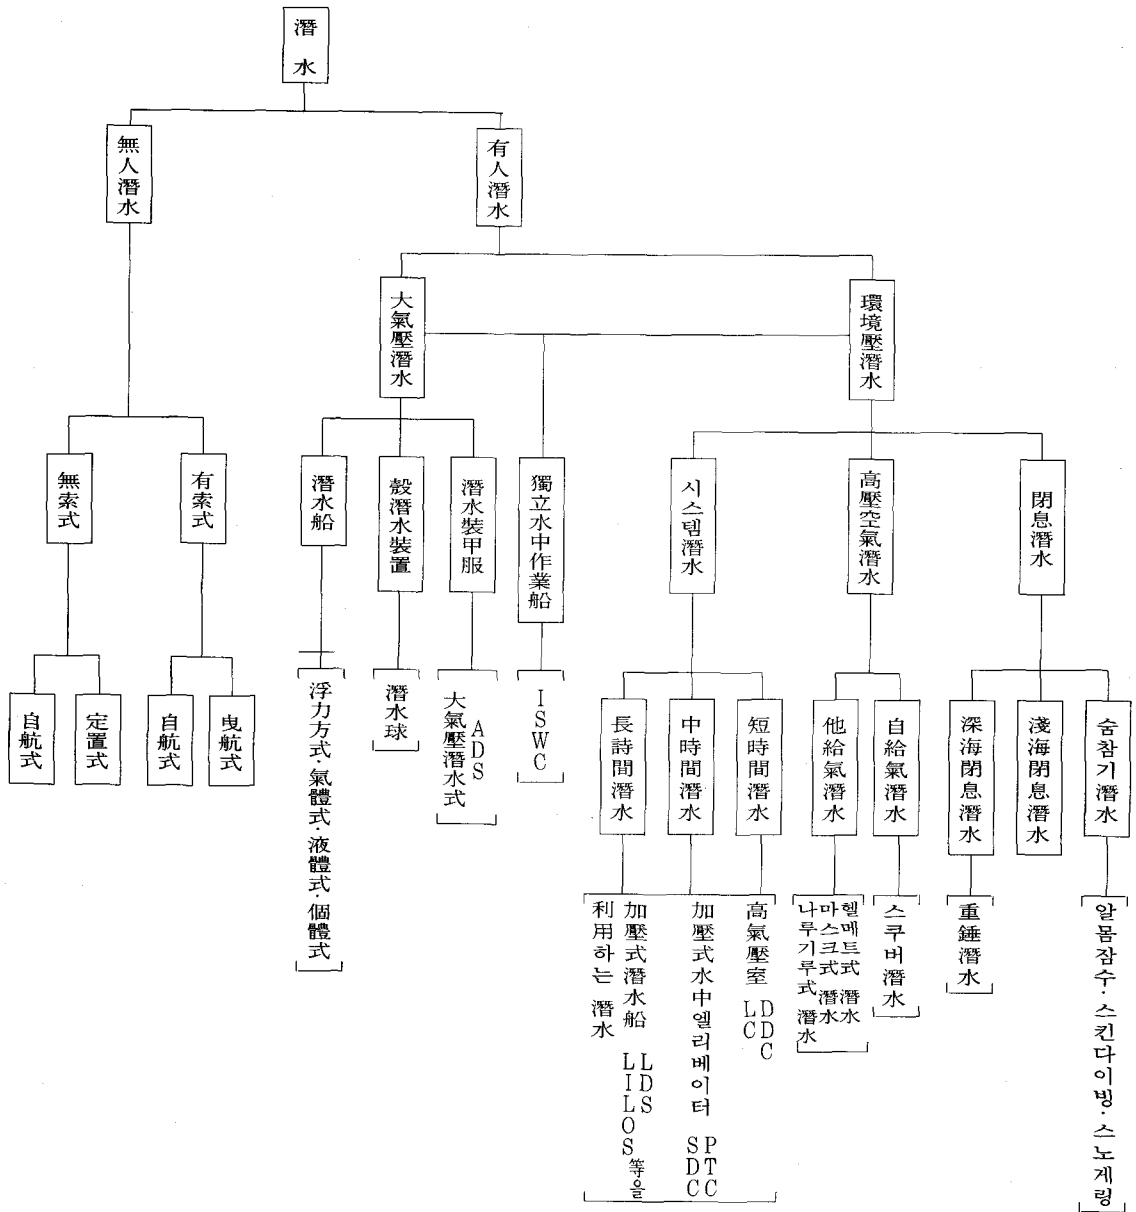 潛水
無人潛水
有人潛水
大氣壓潛水
環境壓潛水
無索式
有索式
潛水船
殼潛水裝置
潛水裝甲服
獨立水中作業船
시스템潛水
高壓空氣潛水
閉息潛水
自航式
定置式
自航式
曳航式
浮力方式·氣體式·液體式·個體式
潛水球
大氣壓潛水式
ADS
ISWC
長詩間潛水
中時間潛水
短時間潛水
他給氣潛水
自給氣潛水
深海閉息潛水
淺海閉息潛水
숨참기潛水
加壓式潛水船 LDS LILOS 等을
利用하는 潛水
加壓式水中엘리베이터 PTC SDC
高氣壓室 DDC LC
헬메트式 潛水
마스크式 潛水
나루기루式 潛水
스쿠버潛水
重錘潛水
알몸잠수·스킨다이빙·스노케링